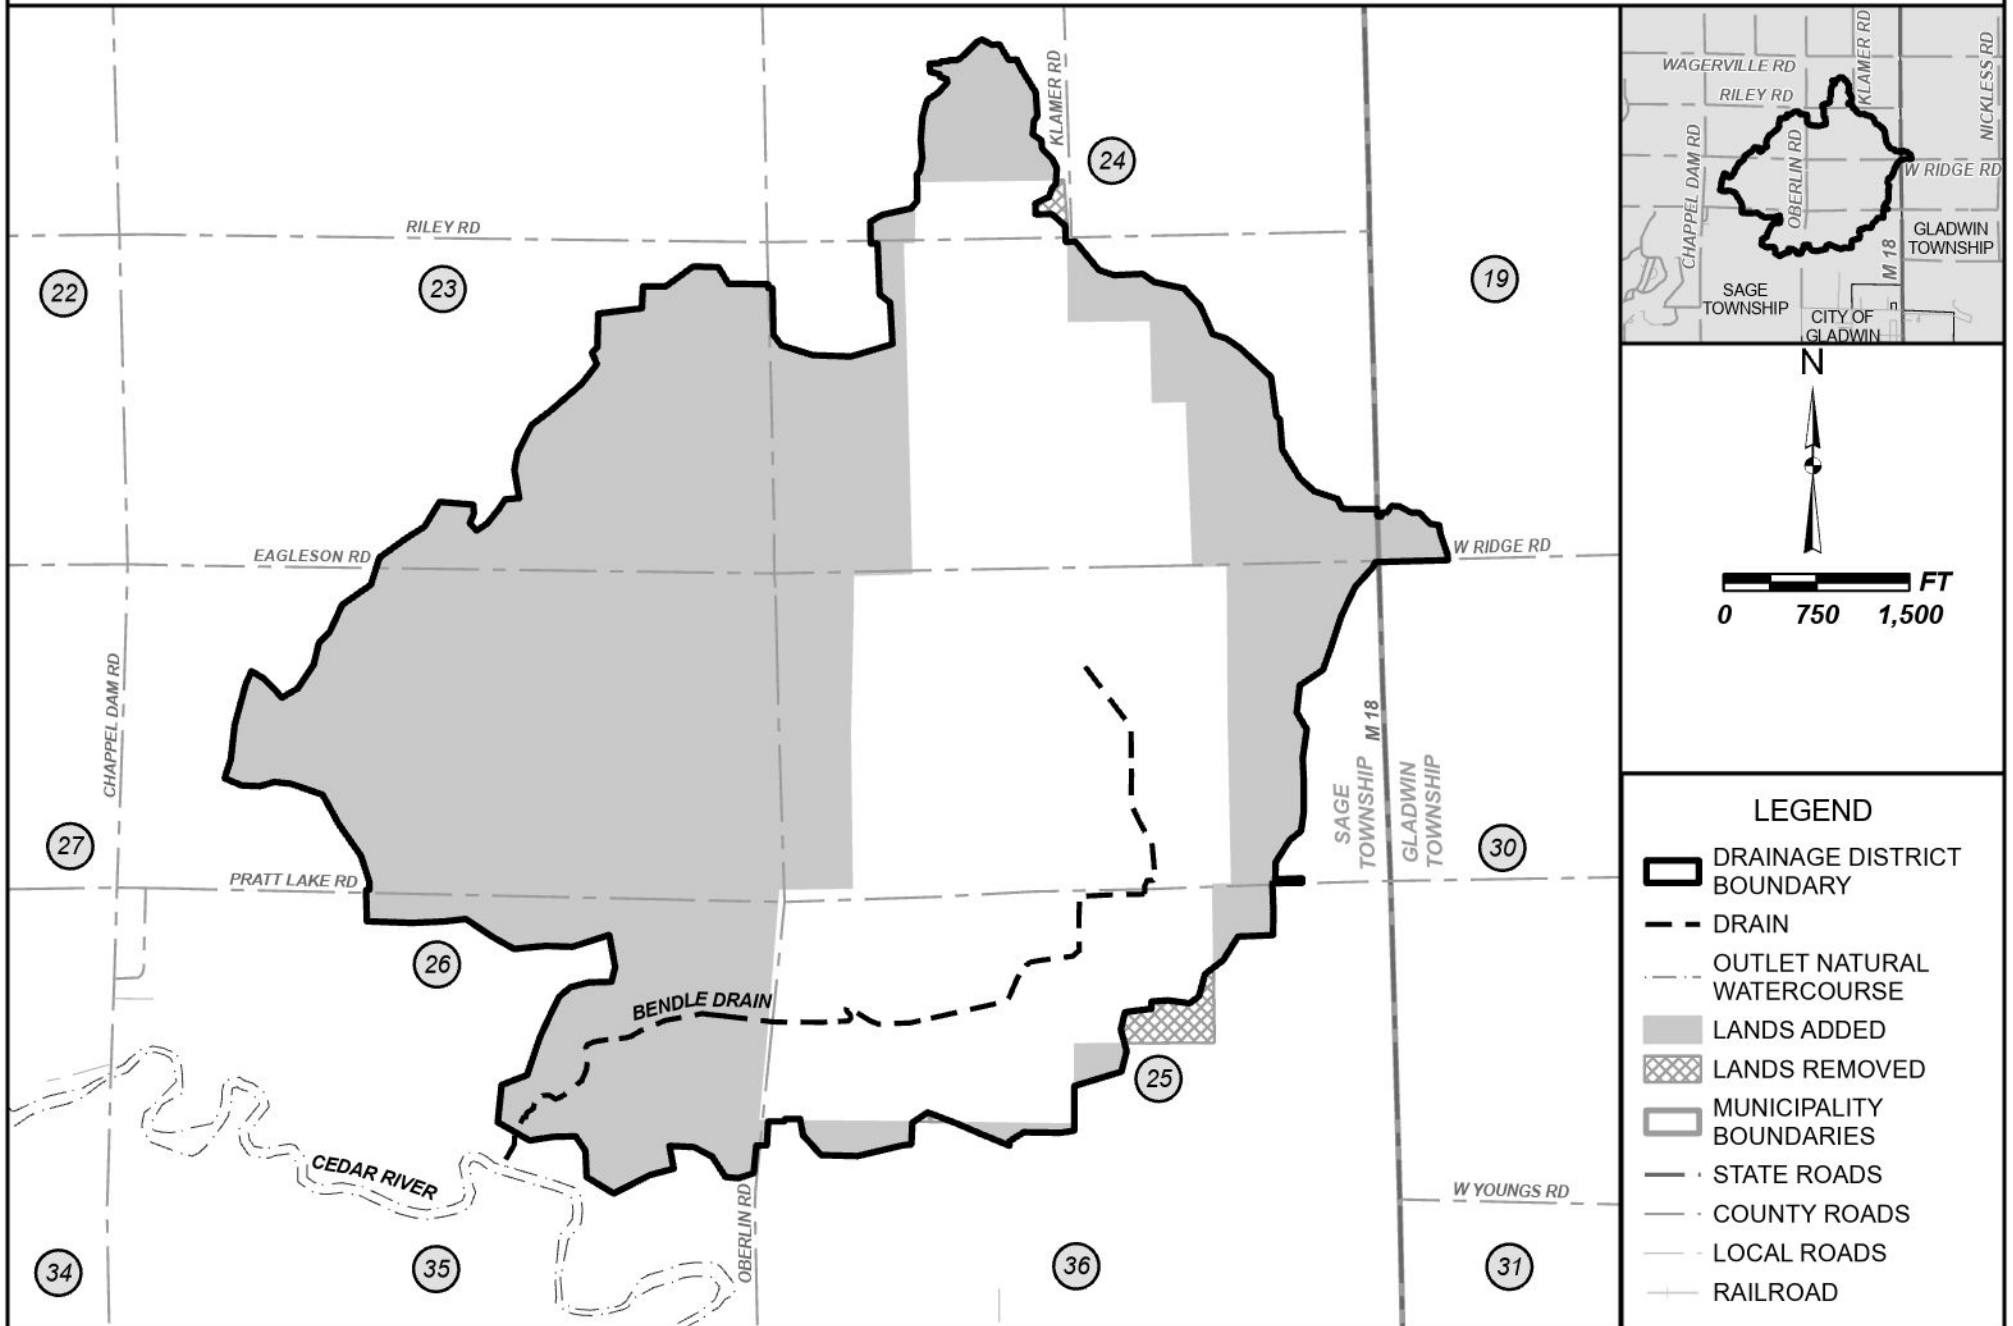 KLAMER RD
24
RILEY RD
22
23
19
EAGLESON RD
W RIDGE RD
CHAPPEL DAM RD
M 18
SAGE
TOWNSHIP
GLADWIN
TOWNSHIP
27
30
PRATT LAKE RD
26
BENDLE DRAIN
25
CEDAR RIVER
OBERLIN RD
W YOUNGS RD
34
35
36
31
WAGERVILLE RD
RILEY RD
KLAMER RD
NICKLESS RD
CHAPPEL DAM RD
OBERLIN RD
W RIDGE RD
M 18
GLADWIN
TOWNSHIP
SAGE
TOWNSHIP
CITY OF
GLADWIN
N
FT
0 750 1,500
LEGEND
DRAINAGE DISTRICT
BOUNDARY
DRAIN
OUTLET NATURAL
WATERCOURSE
LANDS ADDED
LANDS REMOVED
MUNICIPALITY
BOUNDARIES
STATE ROADS
COUNTY ROADS
LOCAL ROADS
RAILROAD